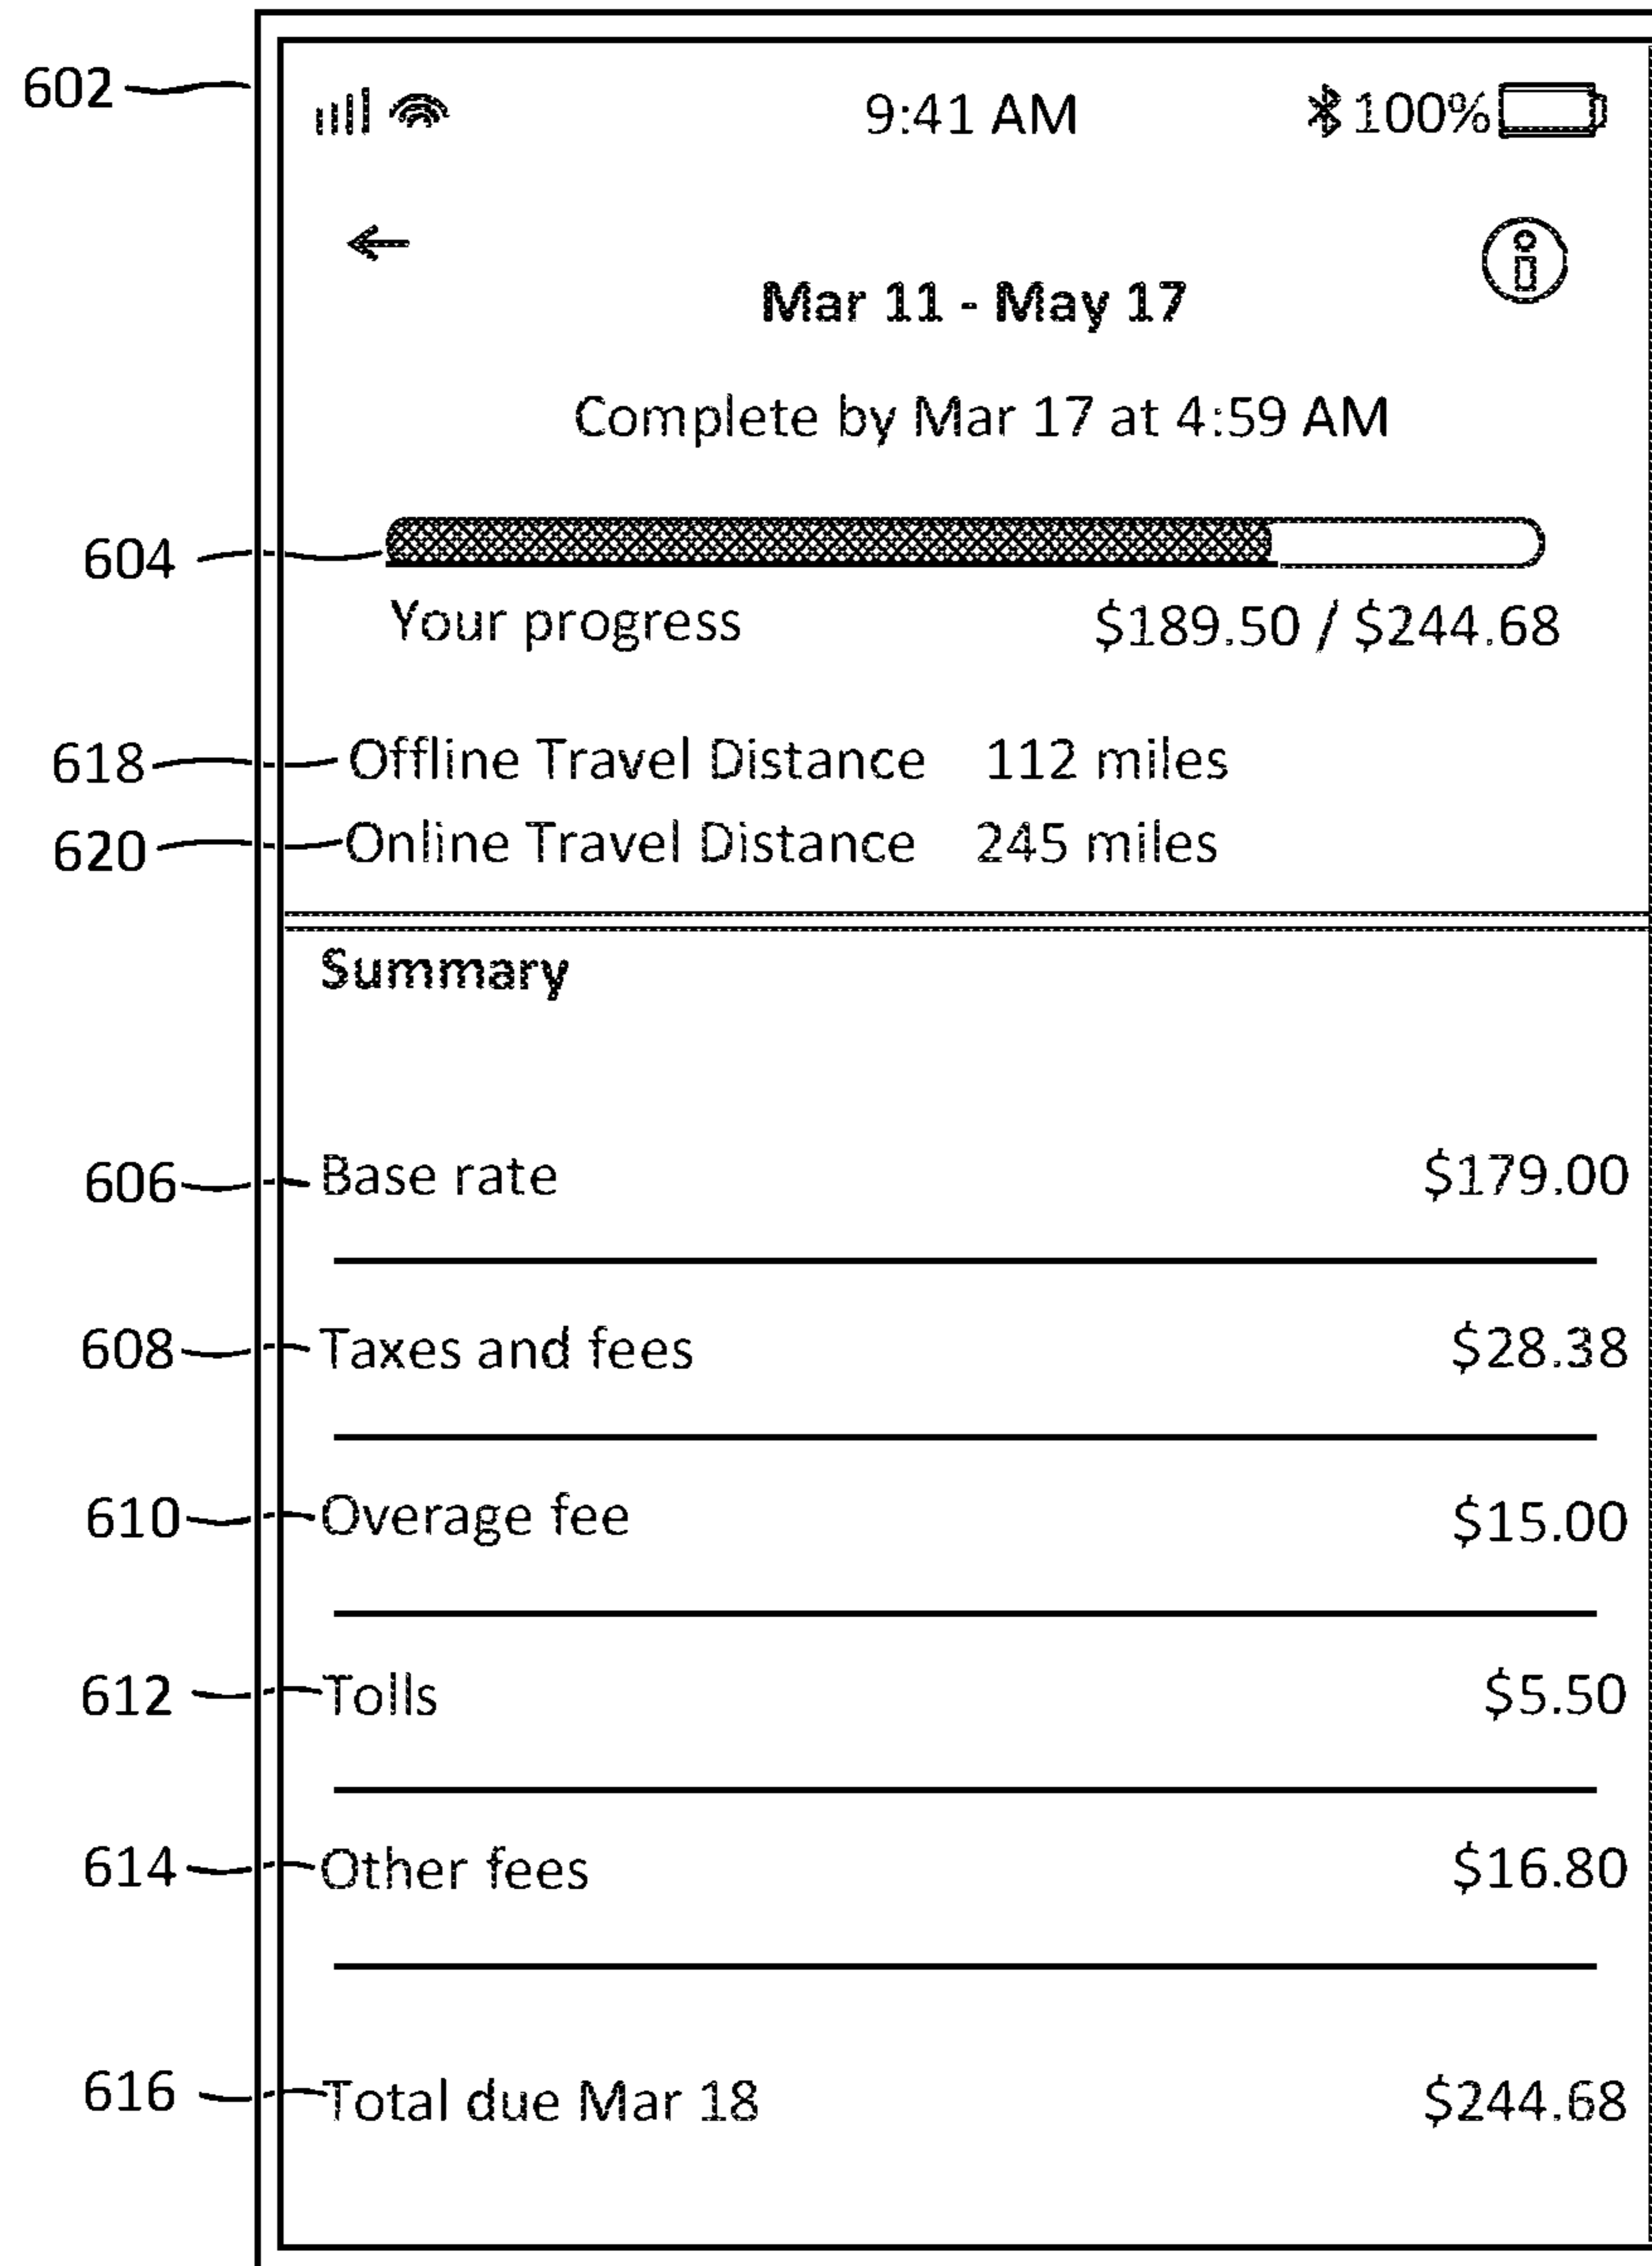 602
9:41 AM 100%
Mar 11 - May 17
Complete by Mar 17 at 4:59 AM
604
Your progress $189.50 / $244.68
618 Offline Travel Distance 112 miles
620 Online Travel Distance 245 miles
Summary
606 Base rate $179.00
608 Taxes and fees $28.38
610 Overage fee $15.00
612 Tolls $5.50
614 Other fees $16.80
616 Total due Mar 18 $244.68